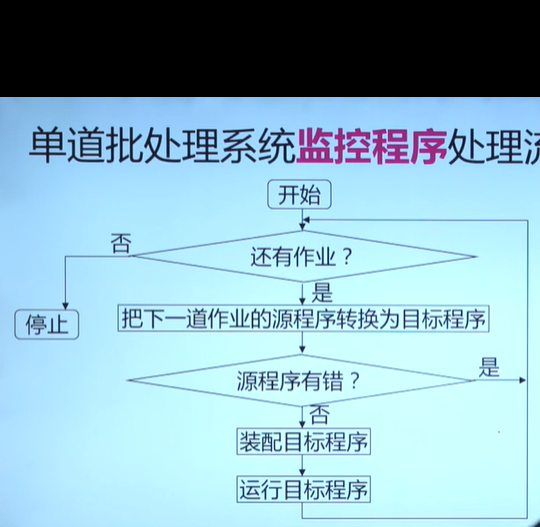 单道批处理系统监控程序处理流
开始
还有作业？
否
是
停止
把下一道作业的源程序转换为目标程序
源程序有错？
是
否
装配目标程序
运行目标程序